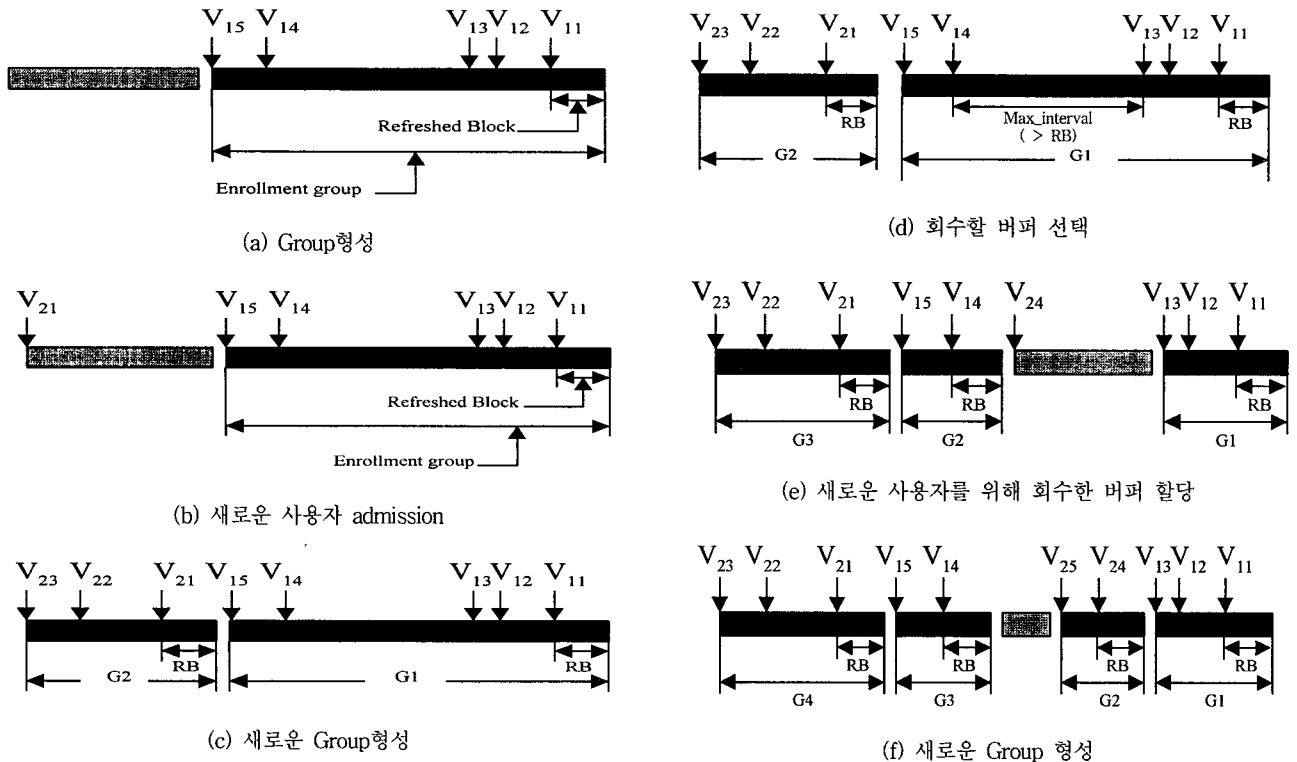 V15 V14 V13 V12 V11
Refreshed Block
Enrollment group
(a) Group형성
V21 V15 V14 V13 V12 V11
Refreshed Block
Enrollment group
(b) 새로운 사용자 admission
V23 V22 V21 V15 V14 V13 V12 V11
RB RB
G2 G1
(c) 새로운 Group형성
V23 V22 V21 V15 V14 V13 V12 V11
RB Max_interval RB
( > RB)
G2 G1
(d) 회수할 버퍼 선택
V23 V22 V21 V15 V14 V24 V13 V12 V11
RB RB RB
G3 G2 G1
(e) 새로운 사용자를 위해 회수한 버퍼 할당
V23 V22 V21 V15 V14 V25 V24 V13 V12 V11
RB RB RB RB
G4 G3 G2 G1
(f) 새로운 Group 형성